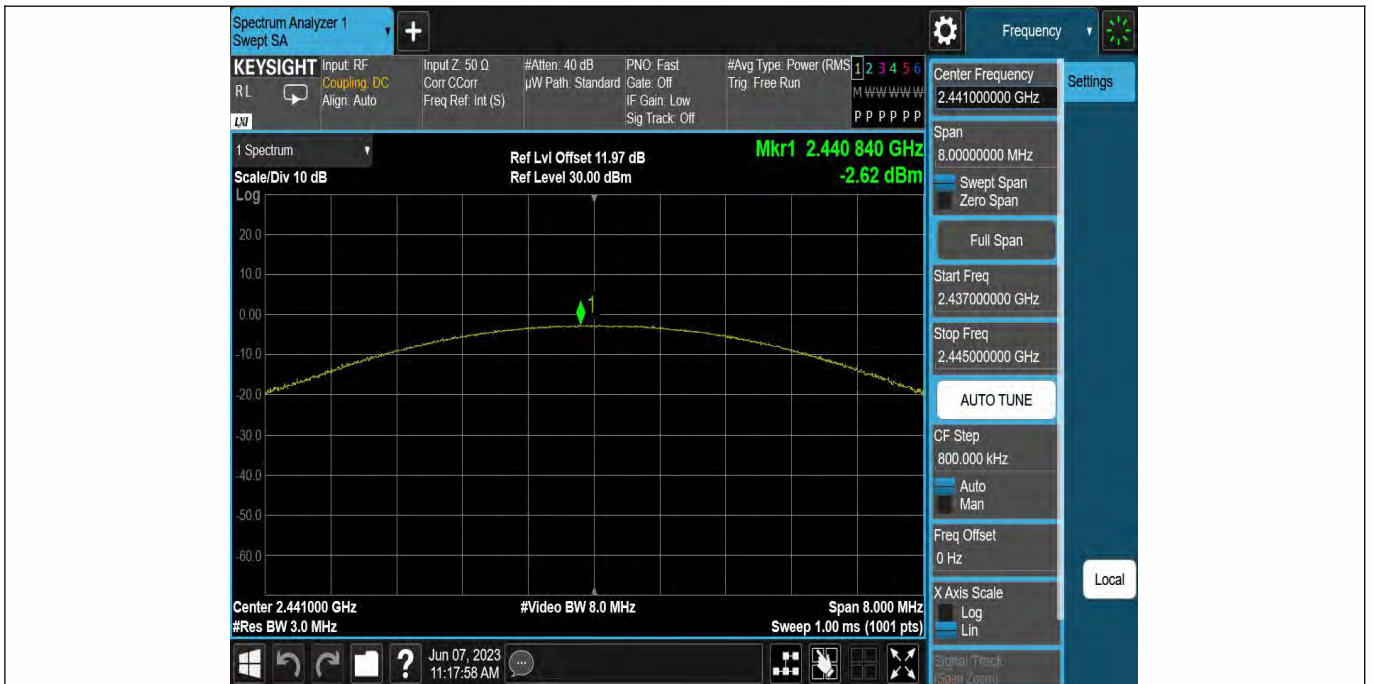 Spectrum Analyzer 1
Swept SA
+
Frequency
KEYSIGHT
RL
LXI
Input: RF
Coupling: DC
Align: Auto
Input Z: 50 Ω
Corr CCorr
Freq Ref: Int (S)
#Atten: 40 dB
µW Path: Standard
PNO: Fast
Gate: Off
IF Gain: Low
Sig Track: Off
#Avg Type: Power (RMS
Trig: Free Run
1 2 3 4 5 6
M W W W W W
P P P P P P
1 Spectrum
Scale/Div 10 dB
Log
Ref Lvl Offset 11.97 dB
Ref Level 30.00 dBm
Mkr1 2.440 840 GHz
-2.62 dBm
20.0
10.0
0.00
-10.0
-20.0
-30.0
-40.0
-50.0
-60.0
1
Center 2.441000 GHz
#Res BW 3.0 MHz
#Video BW 8.0 MHz
Span 8.000 MHz
Sweep 1.00 ms (1001 pts)
?
Jun 07, 2023
11:17:58 AM
Center Frequency
2.441000000 GHz
Settings
Span
8.00000000 MHz
Swept Span
Zero Span
Full Span
Start Freq
2.437000000 GHz
Stop Freq
2.445000000 GHz
AUTO TUNE
CF Step
800.000 kHz
Auto
Man
Freq Offset
0 Hz
X Axis Scale
Log
Lin
Signal Track
(Span Zoom)
Local